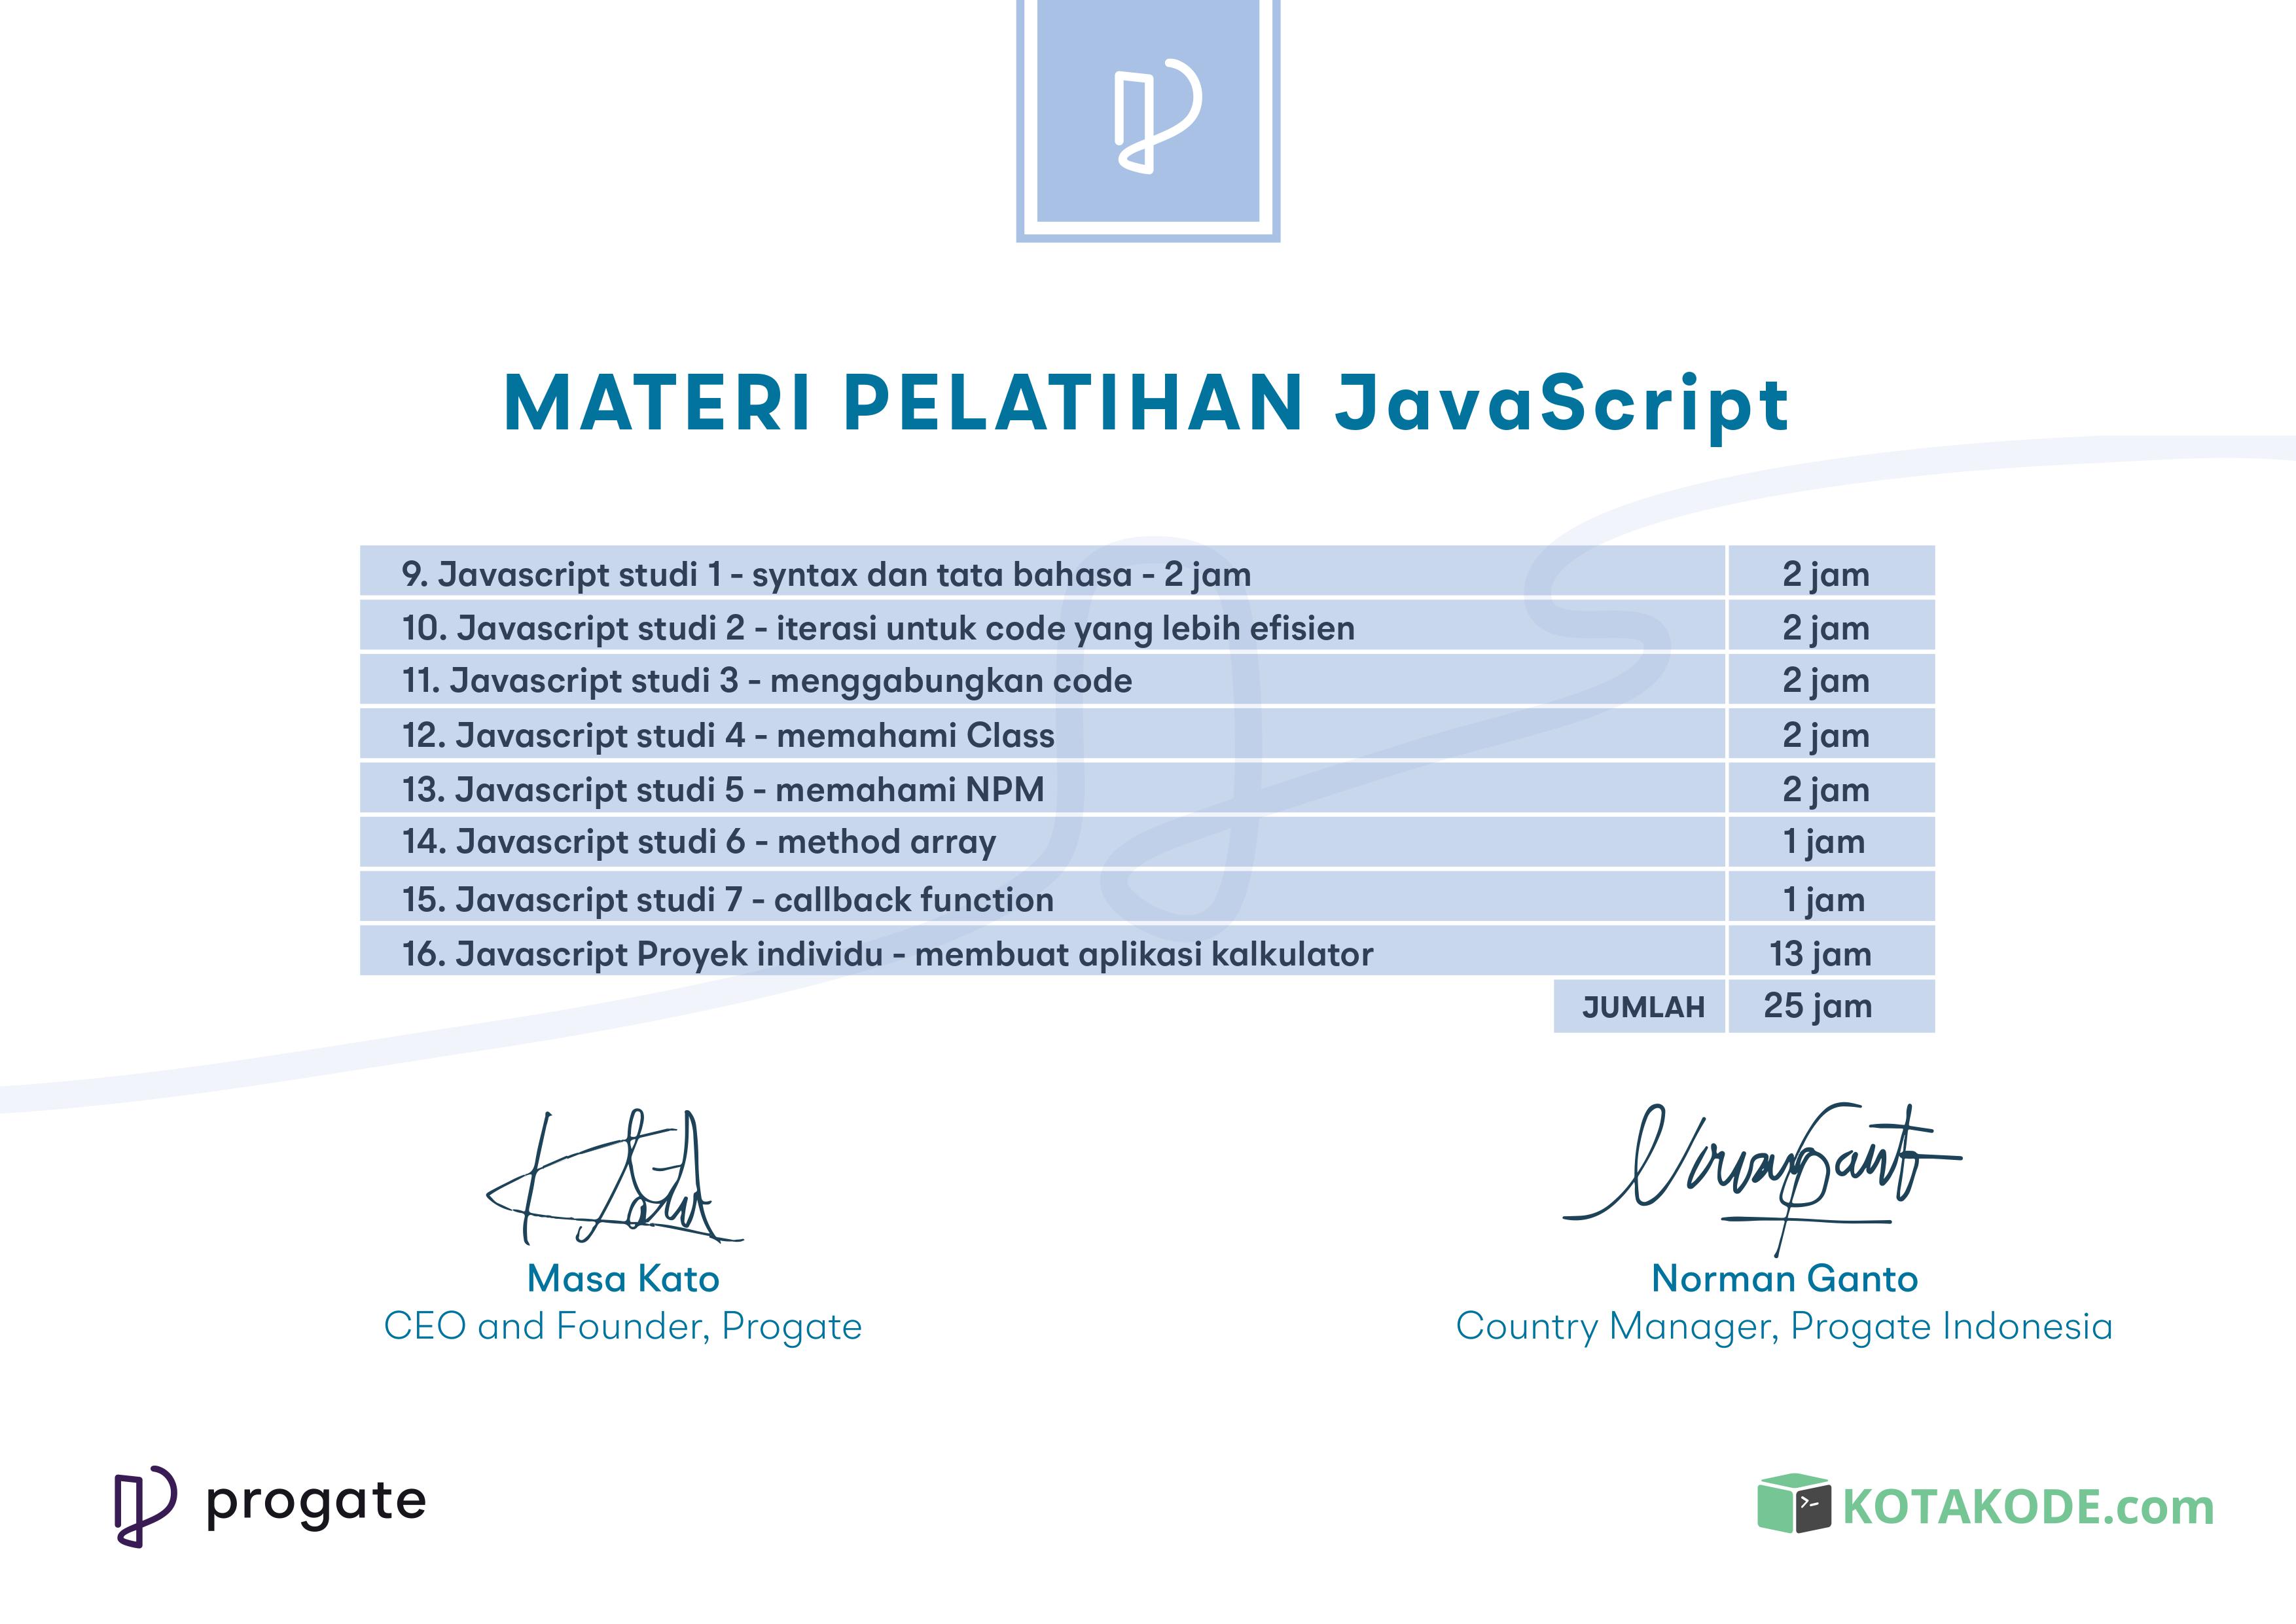 MATERI PELATIHAN JavaScript
9. Javascript studi 1 - syntax dan tata bahasa - 2 jam 2 jam
10. Javascript studi 2 - iterasi untuk code yang lebih efisien 2 jam
11. Javascript studi 3 - menggabungkan code 2 jam
12. Javascript studi 4 - memahami Class 2 jam
13. Javascript studi 5 - memahami NPM 2 jam
14. Javascript studi 6 - method array 1 jam
15. Javascript studi 7 - callback function 1 jam
16. Javascript Proyek individu - membuat aplikasi kalkulator 13 jam
JUMLAH 25 jam
Masa Kato
CEO and Founder, Progate
Norman Ganto
Country Manager, Progate Indonesia
progate
KOTAKODE.com